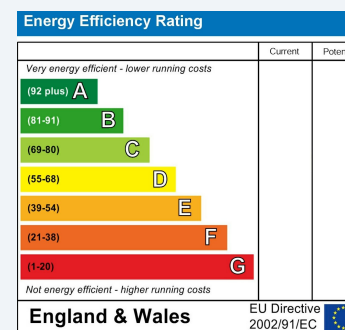 Energy Efficiency Rating
Current Poten
Very energy efficient - lower running costs
(92 plus) A
(81-91) B
(69-80) C
(55-68) D
(39-54) E
(21-38) F
(1-20) G
Not energy efficient - higher running costs
England & Wales
EU Directive
2002/91/EC